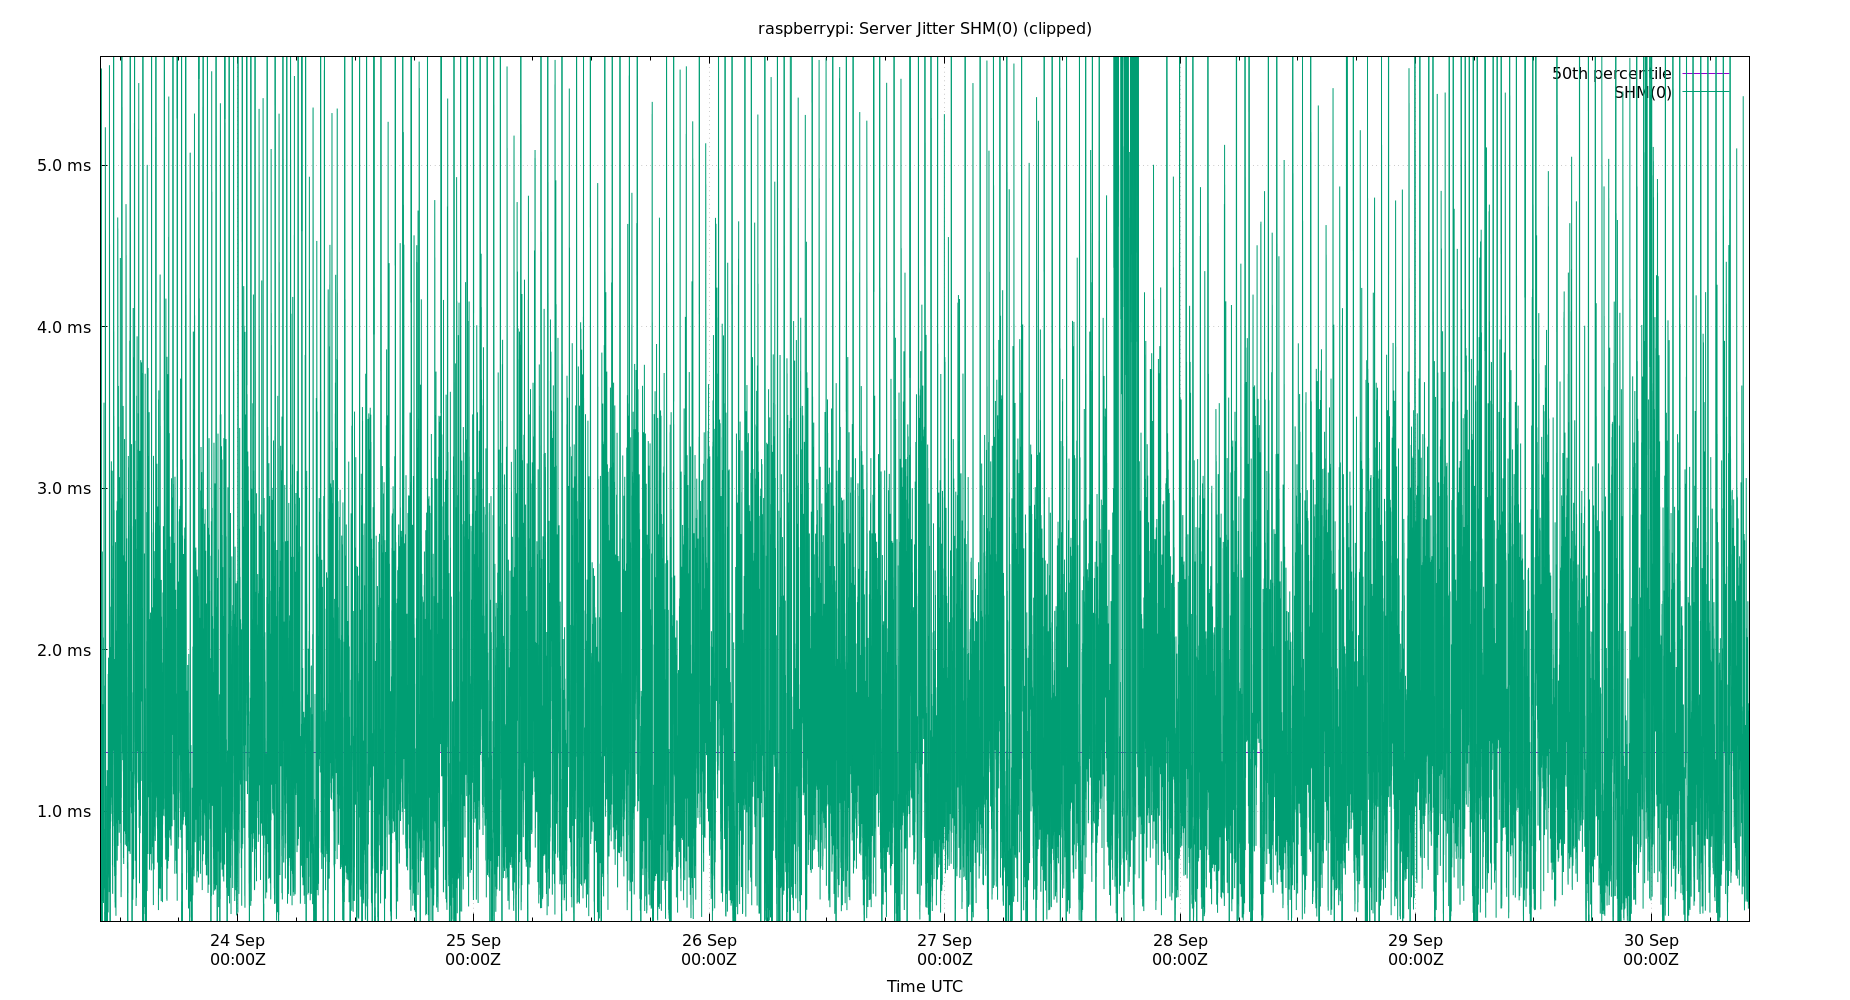 raspberrypi: Server Jitter SHM(0) (clipped)
50th percentile
SHM(0)
5.0 ms
4.0 ms
3.0 ms
2.0 ms
1.0 ms
24 Sep 25 Sep 26 Sep 27 Sep 28 Sep 29 Sep 30 Sep
00:00Z 00:00Z 00:00Z 00:00Z 00:00Z 00:00Z 00:00Z
Time UTC